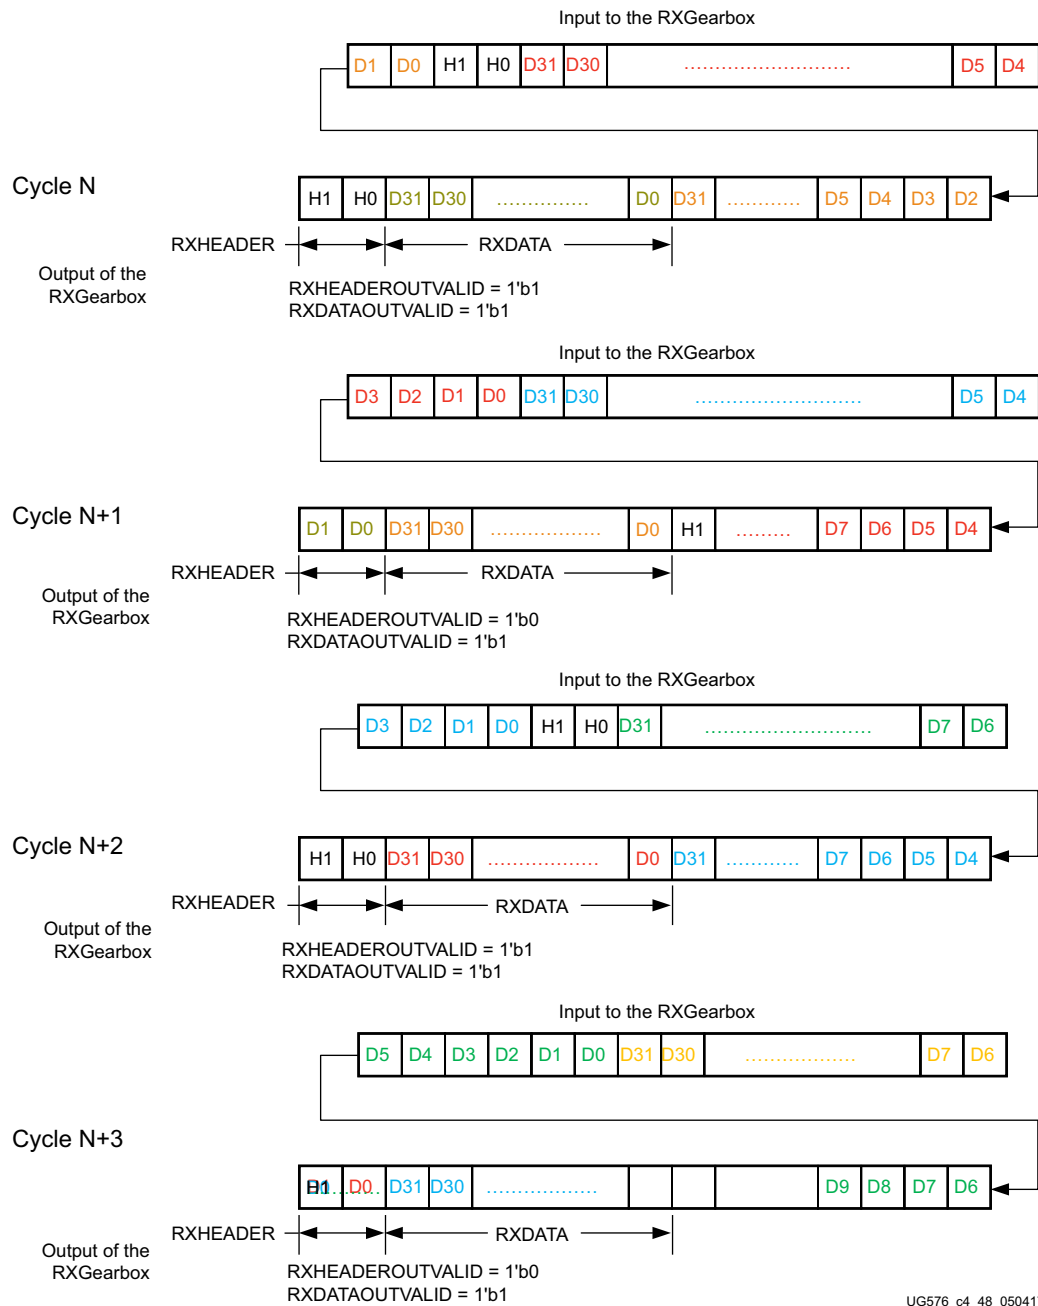 Input to the RXGearbox
D1 D0 H1 H0 D31 D30 .......................... D5 D4
Cycle N
H1 H0 D31 D30 ............... D0 D31 ............ D5 D4 D3 D2
RXHEADER RXDATA
Output of the
RXGearbox
RXHEADEROUTVALID = 1'b1
RXDATAOUTVALID = 1'b1
Input to the RXGearbox
D3 D2 D1 D0 D31 D30 .......................... D5 D4
Cycle N+1
D1 D0 D31 D30 .................. D0 H1 ......... D7 D6 D5 D4
RXHEADER RXDATA
Output of the
RXGearbox
RXHEADEROUTVALID = 1'b0
RXDATAOUTVALID = 1'b1
Input to the RXGearbox
D3 D2 D1 D0 H1 H0 D31 .......................... D7 D6
Cycle N+2
H1 H0 D31 D30 .................. D0 D31 ............ D7 D6 D5 D4
RXHEADER RXDATA
Output of the
RXGearbox
RXHEADEROUTVALID = 1'b1
RXDATAOUTVALID = 1'b1
Input to the RXGearbox
D5 D4 D3 D2 D1 D0 D31 D30 .................. D7 D6
Cycle N+3
D0 D31 D30 .................. D9 D8 D7 D6
RXHEADER RXDATA
Output of the
RXGearbox
RXHEADEROUTVALID = 1'b0
RXDATAOUTVALID = 1'b1